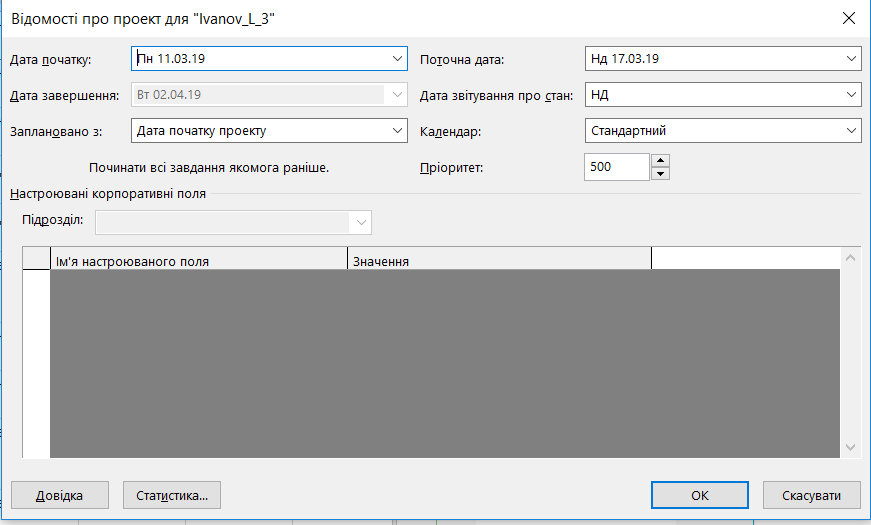 Відомості про проект для "Ivanov_L_3"
Дата початку: Пн 11.03.19 Поточна дата: Нд 17.03.19
Дата завершення: Вт 02.04.19 Дата звітування про стан: НД
Заплановано з: Дата початку проекту Календар: Стандартний
Починати всі завдання якомога раніше. Пріоритет: 500
Настроювані корпоративні поля
Підрозділ:
Ім'я настроюваного поля Значення
Довідка Статистика... ОК Скасувати